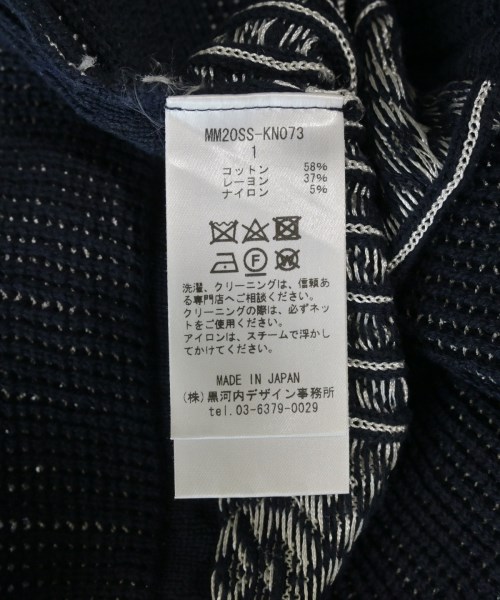 MM20SS-KN073
1
コットン 58%
レーヨン 37%
ナイロン 5%
F W
洗濯、クリーニングは、信頼あ
る専門店へご相談ください。
クリーニングの際は、必ずネッ
トをご使用ください。
アイロンは、スチームで浮かし
てかけてください。
MADE IN JAPAN
(株)黒河内デザイン事務所
tel.03-6379-0029